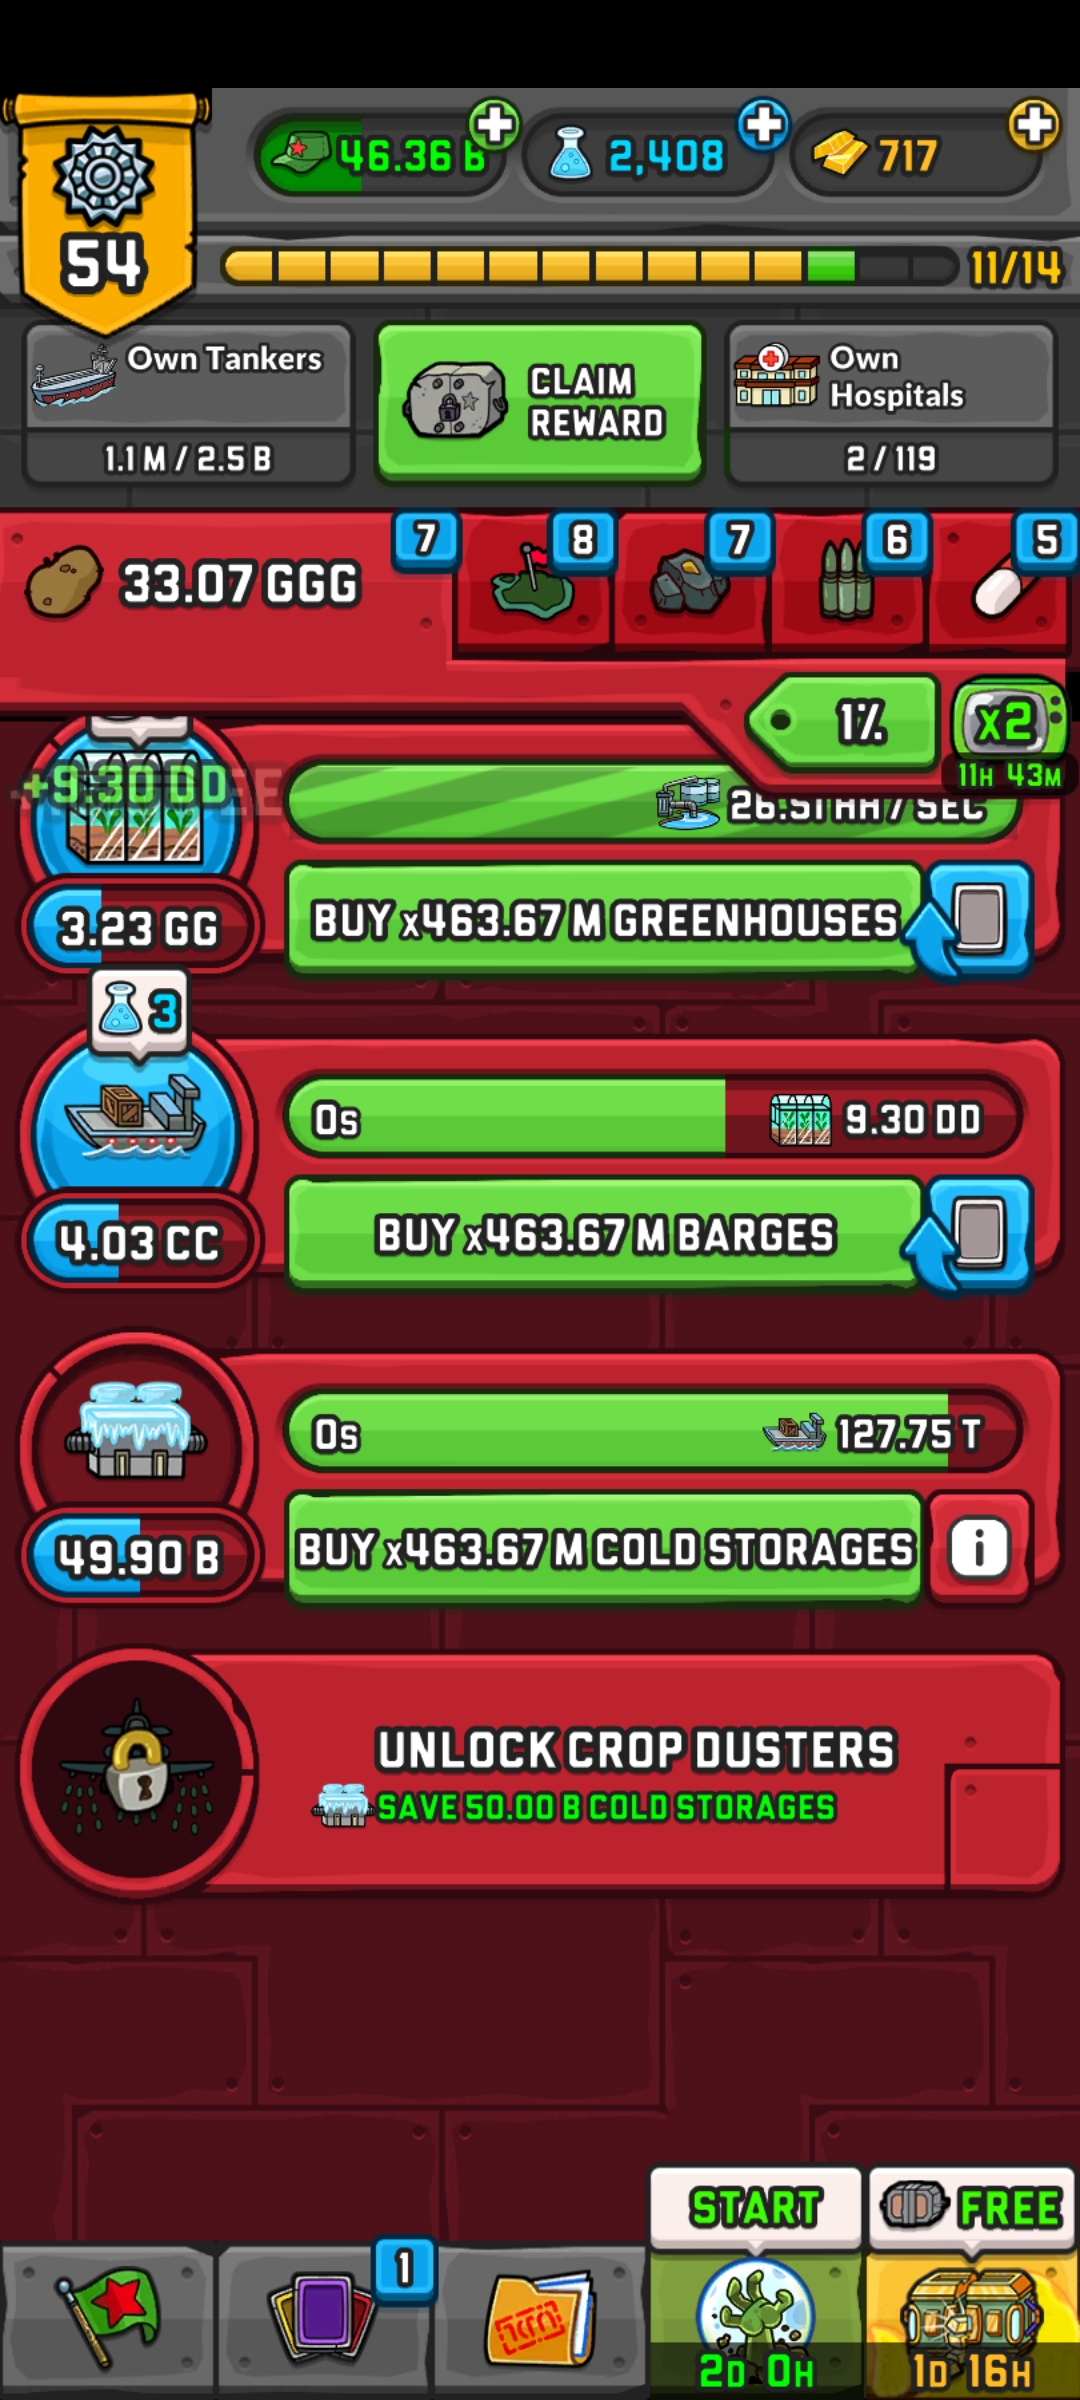 46.36 B
2,408
717
54
11/14
Own Tankers
1.1 M / 2.5 B
CLAIM
REWARD
Own
Hospitals
2 / 119
33.07 GGG
7
8
7
6
5
1%
x2
11H 43M
+9.30 DD
26.51 HH / SEC
3.23 GG
BUY x463.67 M GREENHOUSES
3
0s
9.30 DD
4.03 CC
BUY x463.67 M BARGES
0s
127.75 T
49.90 B
BUY x463.67 M COLD STORAGES
i
UNLOCK CROP DUSTERS
SAVE 50.00 B COLD STORAGES
START
FREE
1
2D 0H
1D 16H